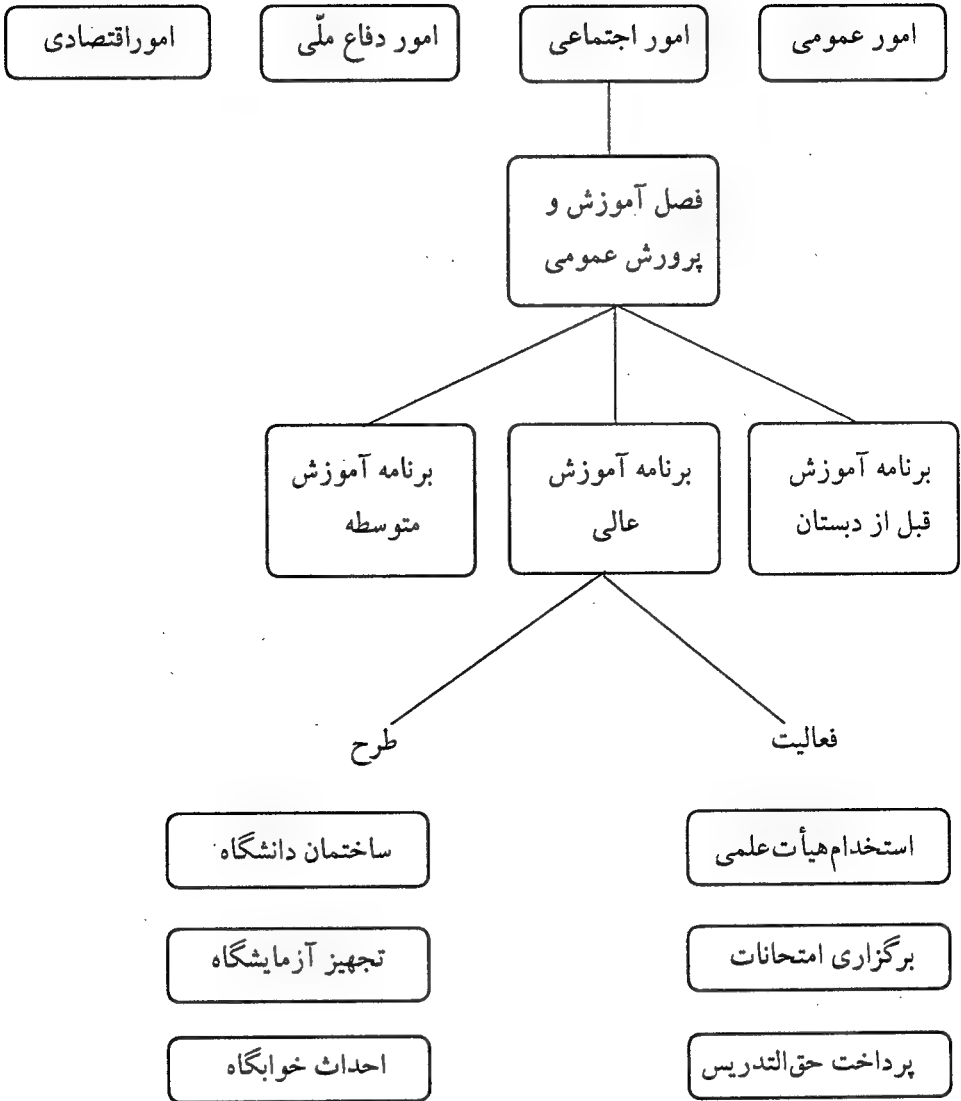 امور عمومی
امور اجتماعی
امور دفاع ملّی
اموراقتصادی
فصل آموزش و
پرورش عمومی
برنامه آموزش
قبل از دبستان
برنامه آموزش
عالی
برنامه آموزش
متوسطه
فعالیت
طرح
استخدام‌هیأت‌علمی
برگزاری امتحانات
پرداخت حق‌التدریس
ساختمان دانشگاه
تجهیز آزمایشگاه
احداث خوابگاه